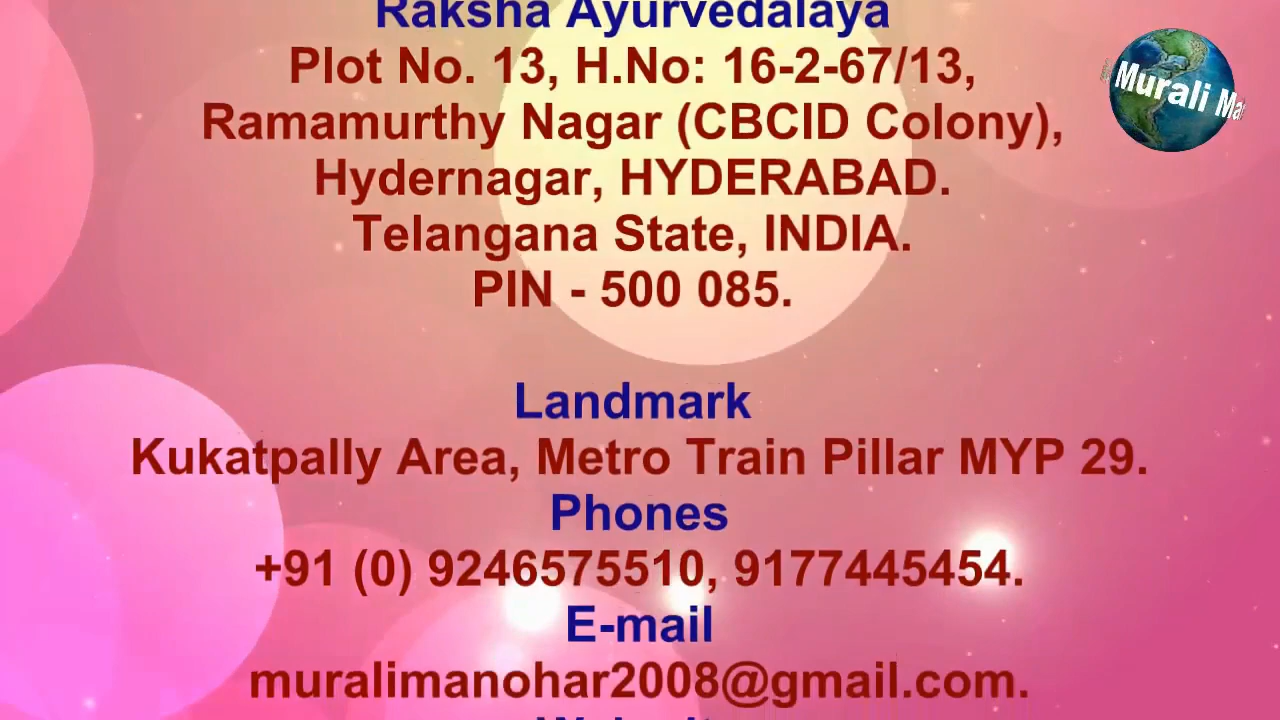 Raksha Ayurvedalaya
Plot No. 13, H.No: 16-2-67/13,
Ramamurthy Nagar (CBCID Colony),
Hydernagar, HYDERABAD.
Telangana State, INDIA.
PIN - 500 085.
Landmark
Kukatpally Area, Metro Train Pillar MYP 29.
Phones
+91 (0) 9246575510, 9177445454.
E-mail
muralimanohar2008@gmail.com.
Murali